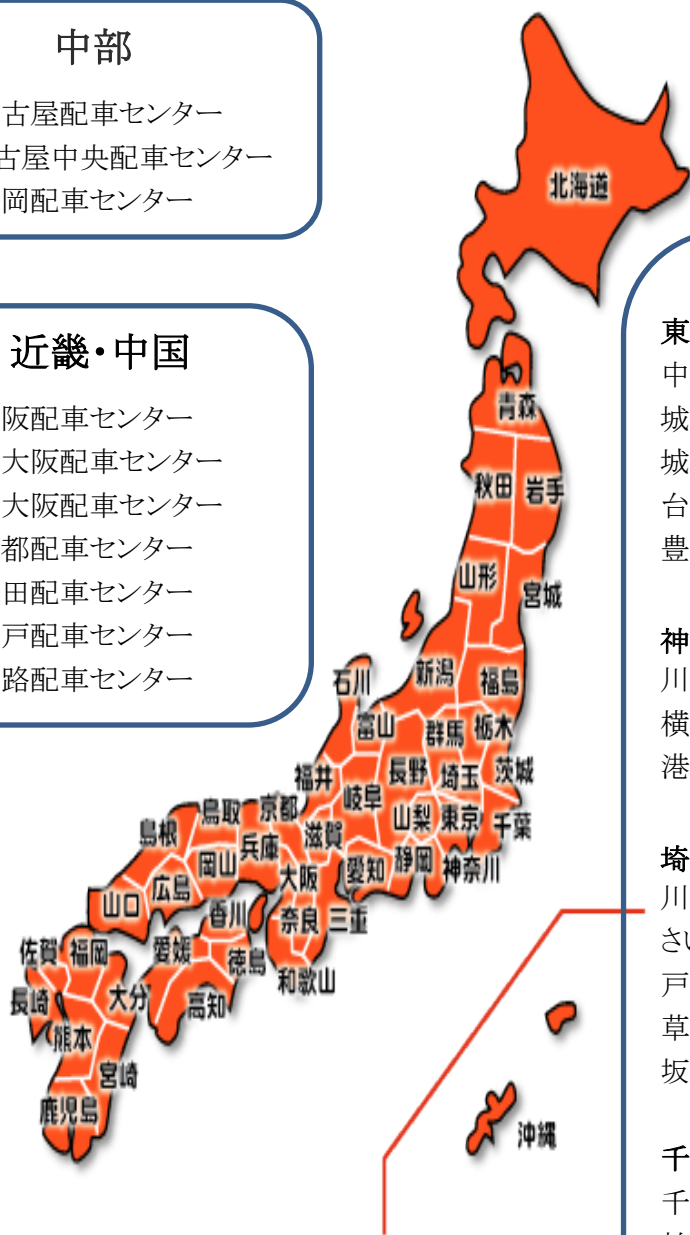 中部
古屋配車センター
古屋中央配車センター
岡配車センター
近畿・中国
阪配車センター
大阪配車センター
大阪配車センター
都配車センター
田配車センター
戸配車センター
路配車センター
北海道
青森
秋田 岩手
山形
宮城
石川 新潟 福島
富山 群馬 栃木
福井 長野 埼玉 茨城
岐阜
鳥取 京都 山梨 東京 千葉
島根 兵庫 滋賀
岡山 大阪 愛知 静岡 神奈川
広島
山口 香川 奈良 三重
佐賀 福岡 愛媛 徳島
和歌山
長崎 大分 高知
熊本
宮崎
鹿児島
沖縄
東
中
城
城
台
豊
神
川
横
港
埼
川
さい
戸
草
坂
千
千